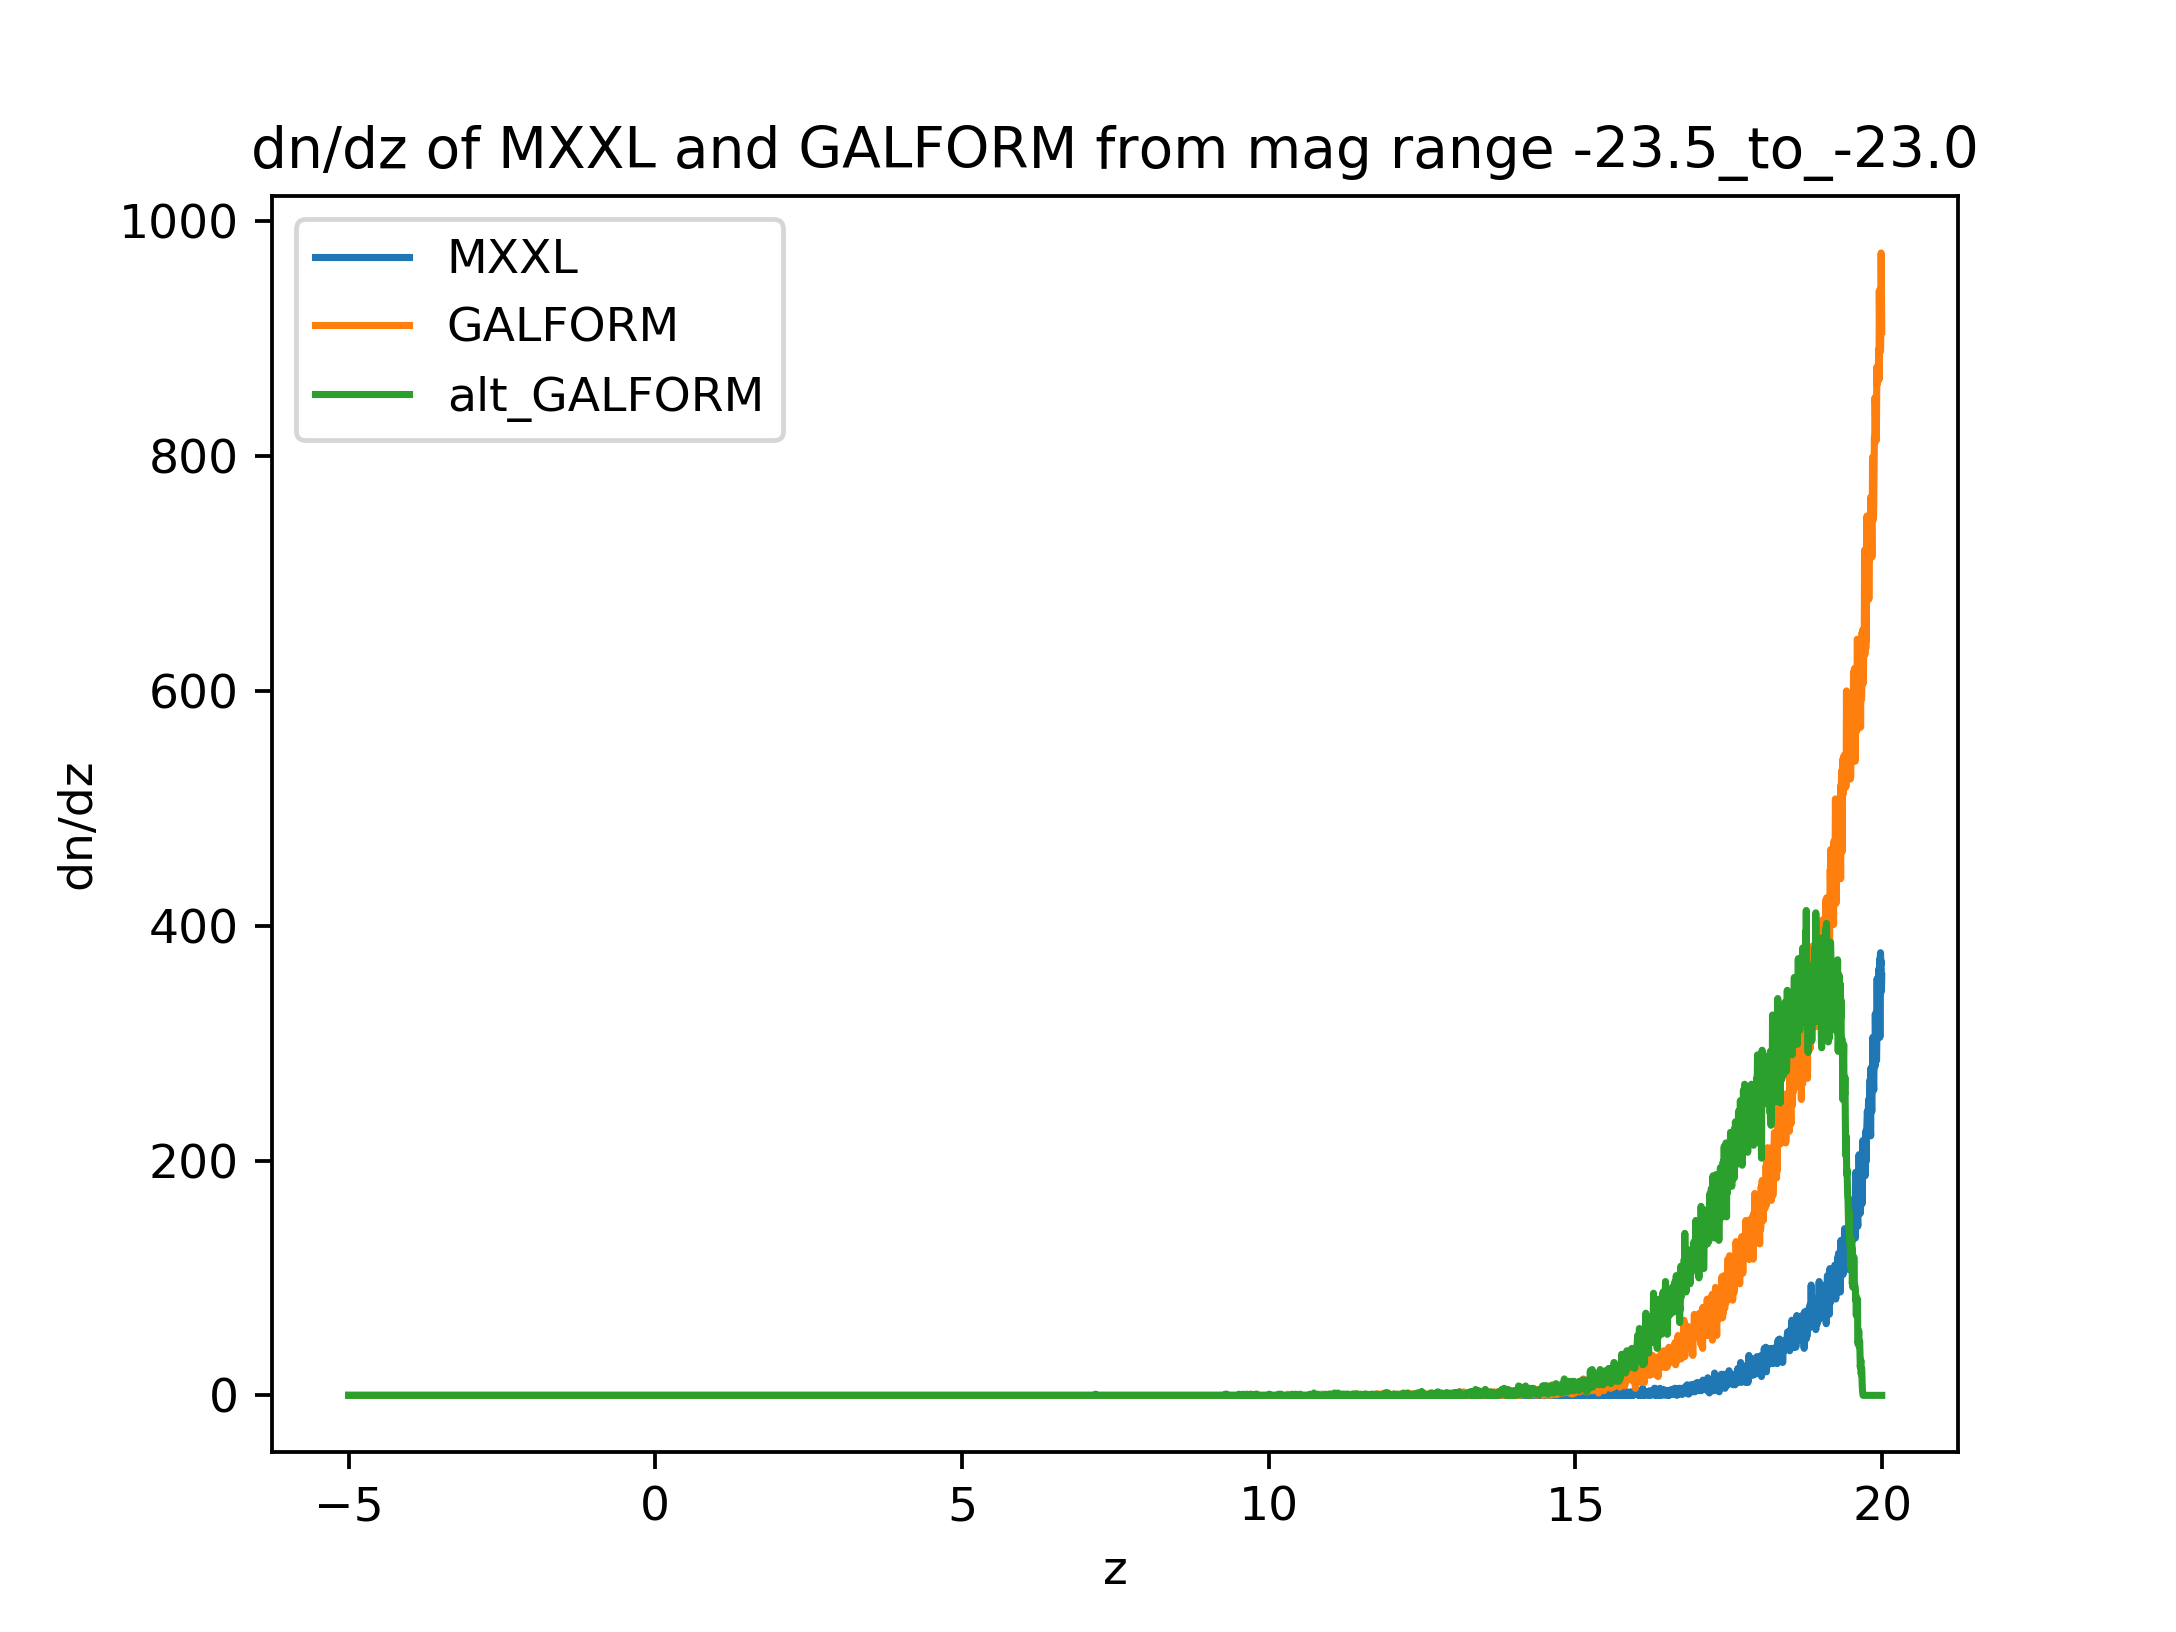 dn/dz of MXXL and GALFORM from mag range -23.5_to_-23.0
1000
800
600
400
200
0
dn/dz
MXXL
GALFORM
alt_GALFORM
−5 0 5 10 15 20
z